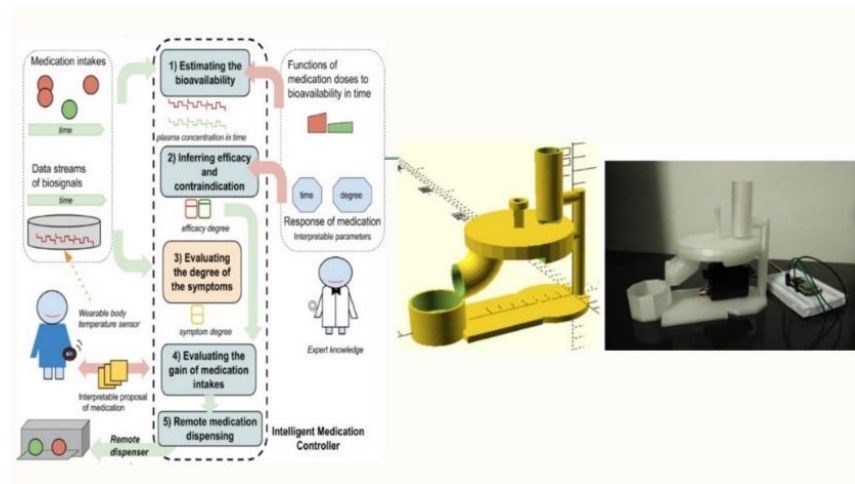 Medication intakes
time
Data streams
of biosignals
time
Wearable body
temperature sensor
Interpretable proposal
of medication
Remote
dispenser
1) Estimating the
bioavailability
plasma concentration in time
2) Inferring efficacy
and
contraindication
efficacy degree
3) Evaluating
the degree of
the symptoms
symptom degree
4) Evaluating the
gain of medication
intakes
5) Remote medication
dispensing
Functions of
medication doses to
bioavailability in time
time
degree
Response of medication
Interpretable parameters
Expert knowledge
Intelligent Medication
Controller